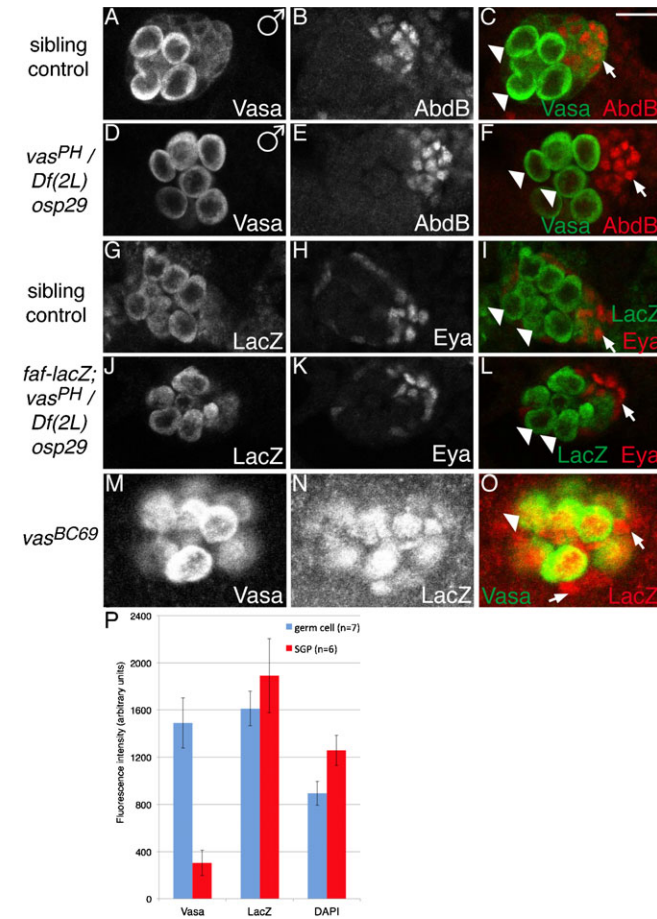 sibling
control
A ♂ Vasa
B AbdB
C Vasa AbdB
vasPH /
Df(2L)
osp29
D ♂ Vasa
E AbdB
F Vasa AbdB
sibling
control
G LacZ
H Eya
I LacZ
Eya
faf-lacZ;
vasPH /
Df(2L)
osp29
J LacZ
K Eya
L LacZ Eya
vasBC69
M Vasa
N LacZ
O Vasa LacZ
P
Fluorescence intensity (arbitrary units)
2400
2000
1600
1200
800
400
0
germ cell (n=7)
SGP (n=6)
Vasa LacZ DAPI